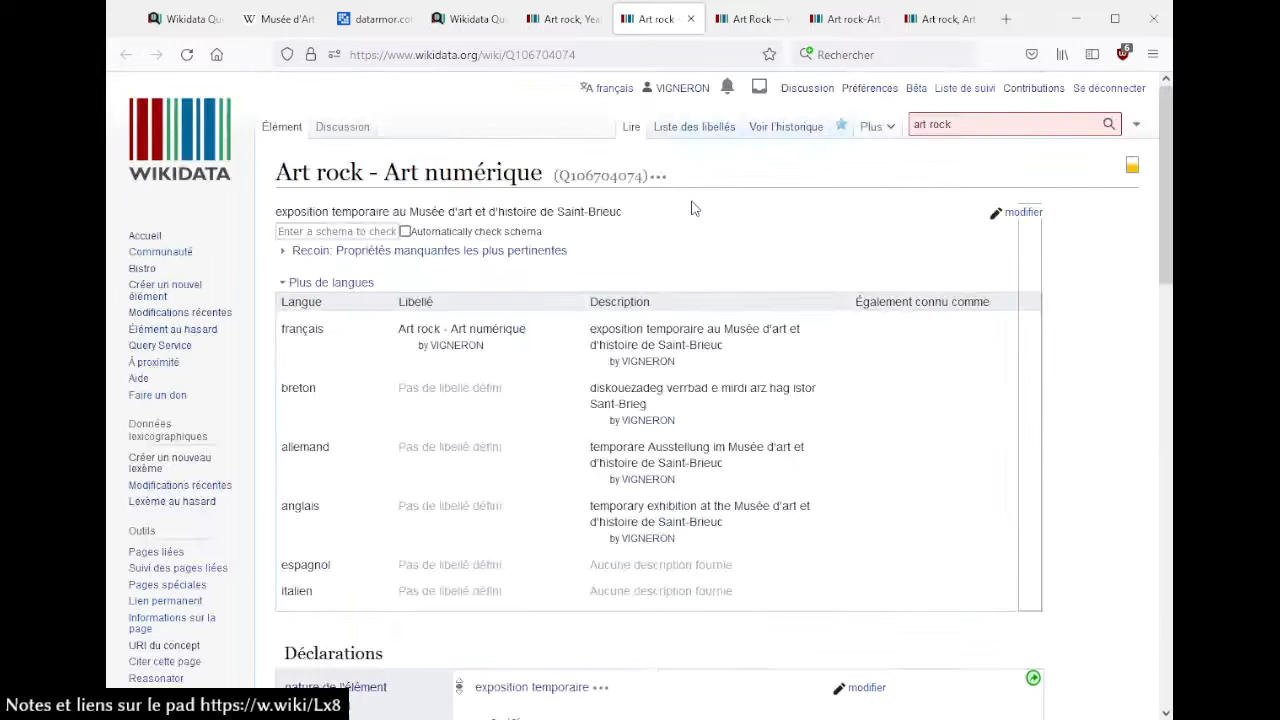 Wikidata Qu
Musée d'Art
datarmor.cot
Wikidata Qu
Art rock, Yea
Art rock -
Art Rock —
Art rock-Art
Art rock, Art
https://www.wikidata.org/wiki/Q106704074
Rechercher
6
français
VIGNERON
Discussion
Préférences
Bêta
Liste de suivi
Contributions
Se déconnecter
Élément
Discussion
Lire
Liste des libellés
Voir l'historique
Plus
art rock
WIKIDATA
Art rock - Art numérique (Q106704074)
exposition temporaire au Musée d'art et d'histoire de Saint-Brieuc
modifier
Enter a schema to check
Automatically check schema
Recoin: Propriétés manquantes les plus pertinentes
Plus de langues
Langue Libellé Description Également connu comme
français Art rock - Art numérique exposition temporaire au Musée d'art et
by VIGNERON d'histoire de Saint-Brieuc
by VIGNERON
breton Pas de libellé défini diskouezadeg verrbad e mirdi arz hag istor
Sant-Brieg
by VIGNERON
allemand Pas de libellé défini temporäre Ausstellung im Musée d'art et
d'histoire de Saint-Brieuc
by VIGNERON
anglais Pas de libellé défini temporary exhibition at the Musée d'art et
d'histoire de Saint-Brieuc
by VIGNERON
espagnol Pas de libellé défini Aucune description fournie
italien Pas de libellé défini Aucune description fournie
Déclarations
nature de l'élément
exposition temporaire
modifier
Accueil
Communauté
Bistro
Créer un nouvel
élément
Modifications récentes
Élément au hasard
Query Service
À proximité
Aide
Faire un don
Données
lexicographiques
Créer un nouveau
lexème
Modifications récentes
Lexème au hasard
Outils
Pages liées
Suivi des pages liées
Pages spéciales
Lien permanent
Informations sur la
page
URI du concept
Citer cette page
Reasonator
Notes et liens sur le pad https://w.wiki/Lx8